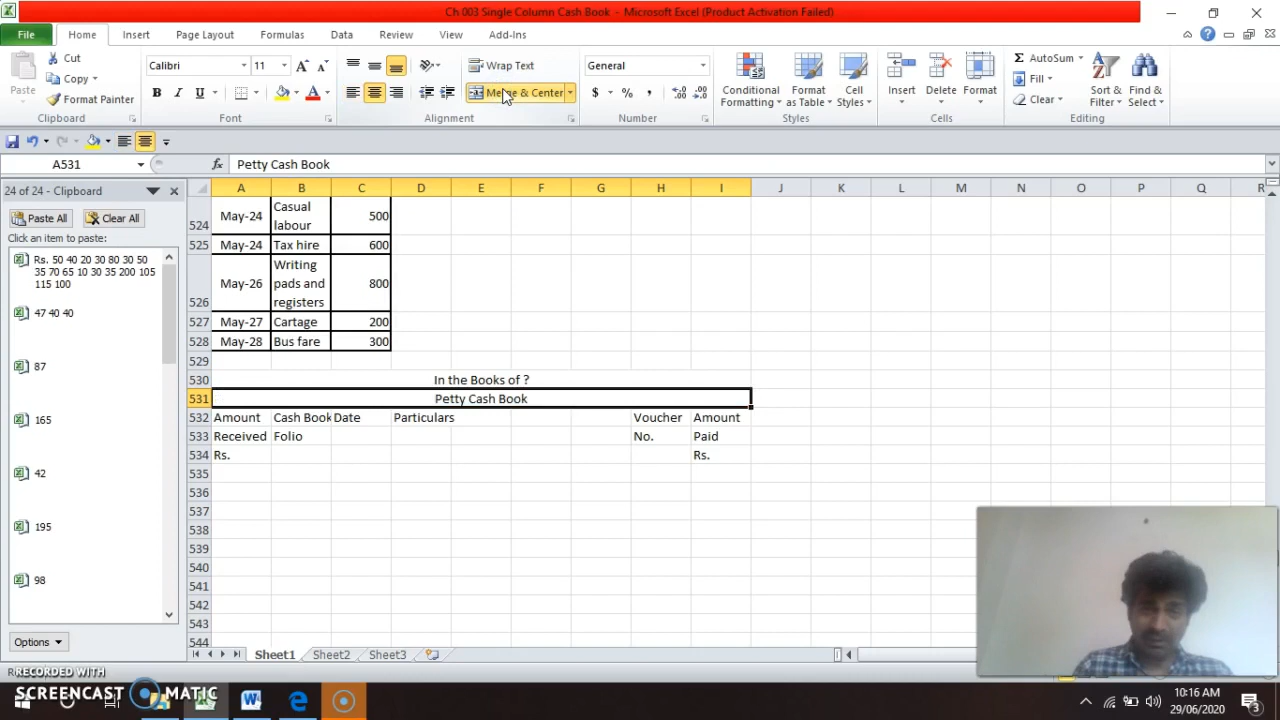 Ch 003 Single Column Cash Book - Microsoft Excel (Product Activation Failed)
File Home Insert Page Layout Formulas Data Review View Add-Ins
Paste
Cut
Copy
Format Painter
Clipboard
Calibri 11
B I U A
Font
Wrap Text
Merge & Center
Alignment
General
$ % ,
Number
Conditional Formatting
Format as Table
Cell Styles
Styles
Insert Delete Format
Cells
AutoSum
Fill
Clear
Sort & Filter
Find & Select
Editing
A531 fx Petty Cash Book
24 of 24 - Clipboard
Paste All Clear All
Click an item to paste:
Rs. 50 40 20 30 80 30 50
35 70 65 10 30 35 200 105
115 100
47 40 40
87
165
42
195
98
Options
A B C D E F G H I J K L M N O P Q R
524 May-24 Casual labour 500
525 May-24 Tax hire 600
526 May-26 Writing pads and registers 800
527 May-27 Cartage 200
528 May-28 Bus fare 300
529
530 In the Books of ?
531 Petty Cash Book
532 Amount Cash Book Date Particulars Voucher Amount
533 Received Folio No. Paid
534 Rs. Rs.
535
536
537
538
539
540
541
542
543
544
Sheet1 Sheet2 Sheet3
RECORDED WITH
SCREENCAST MATIC
10:16 AM
29/06/2020
3